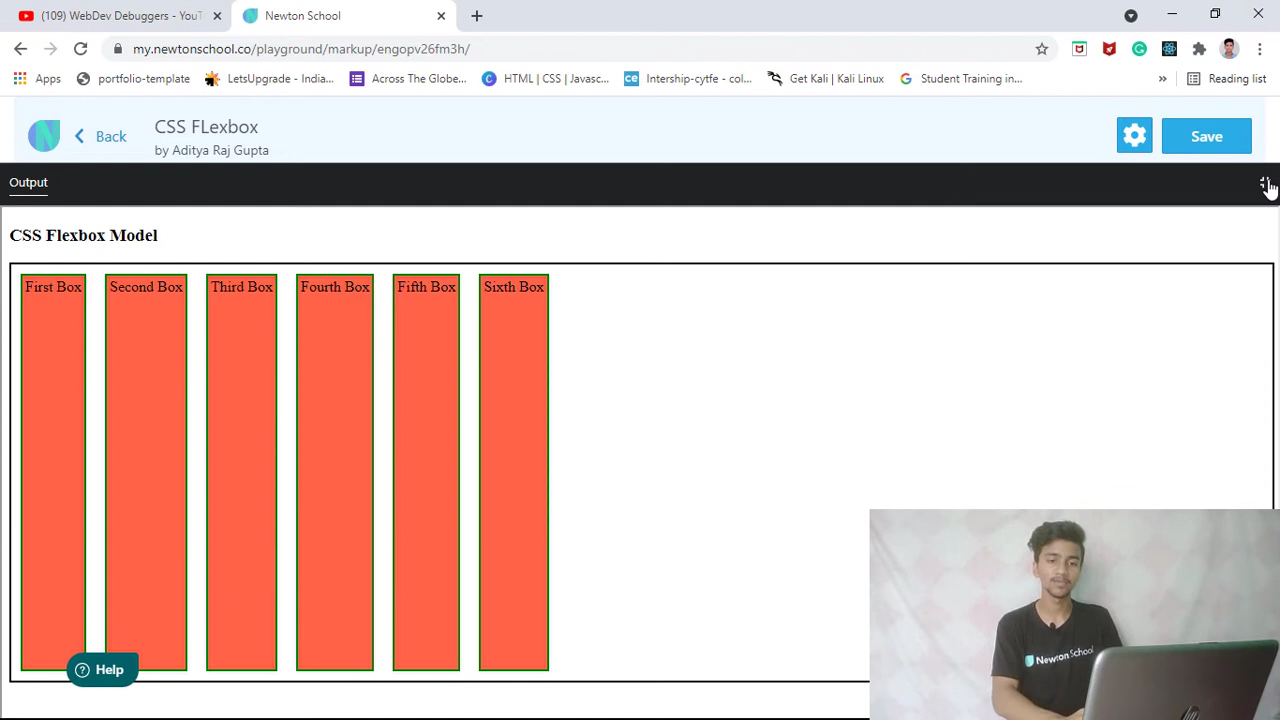 (109) WebDev Debuggers - YouT
Newton School
my.newtonschool.co/playground/markup/engopv26fm3h/
Apps
portfolio-template
LetsUpgrade - India...
Across The Globe...
HTML | CSS | Javasc...
Intership-cytfe - col...
Get Kali | Kali Linux
Student Training in...
»
Reading list
Back
CSS FLexbox
by Aditya Raj Gupta
Save
Output
CSS Flexbox Model
First Box
Second Box
Third Box
Fourth Box
Fifth Box
Sixth Box
Help
Newton School